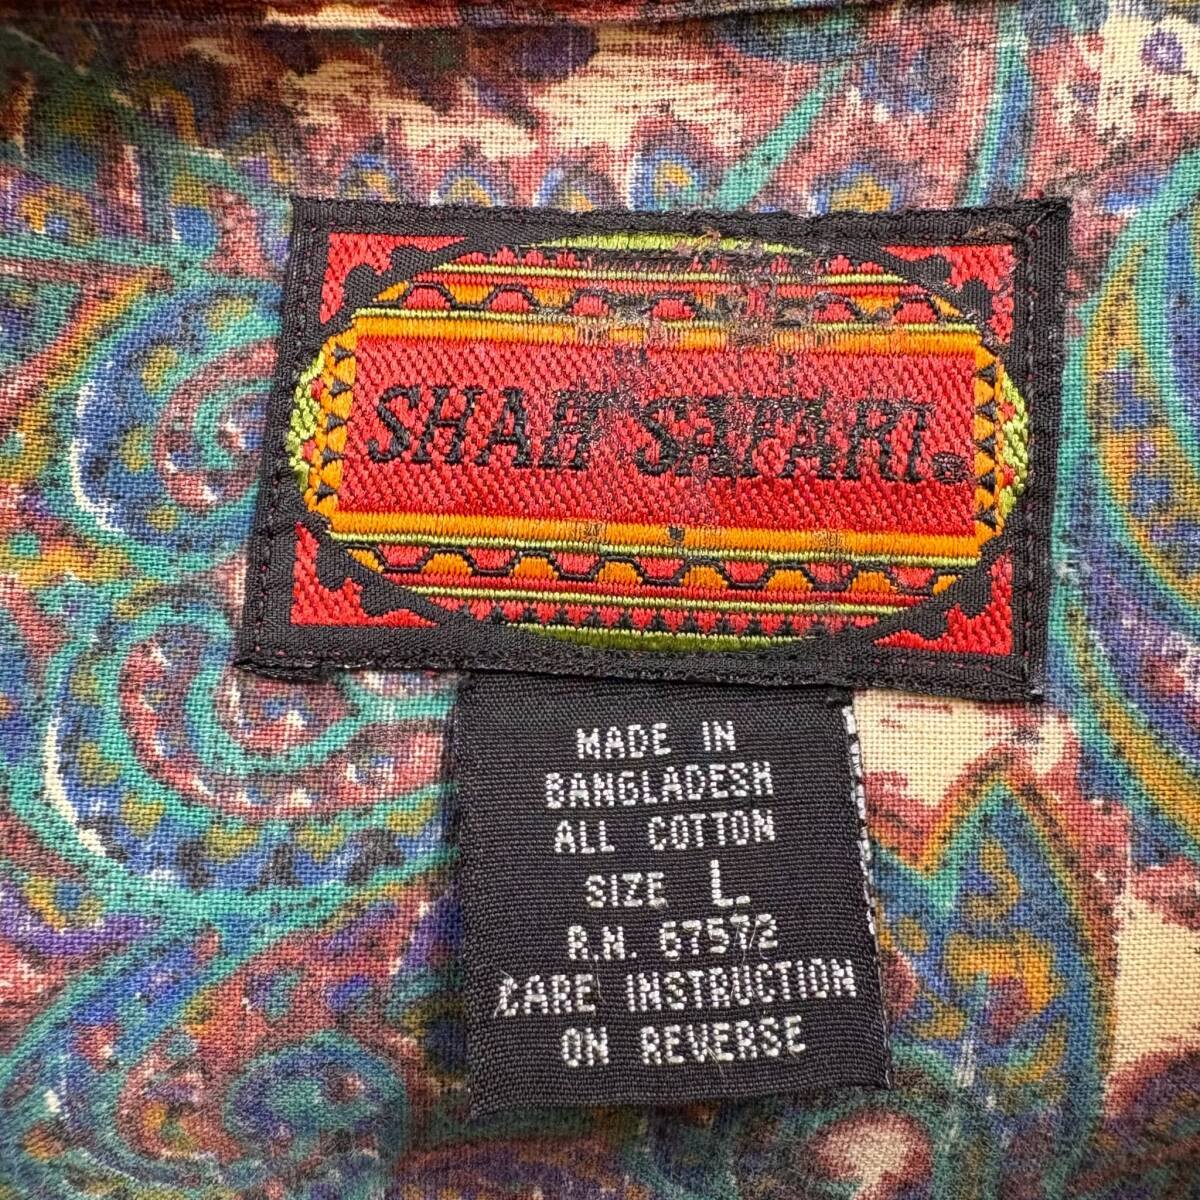 SHAH SAFARI®
MADE IN
BANGLADESH
ALL COTTON
SIZE L
R.N. 67572
CARE INSTRUCTION
ON REVERSE